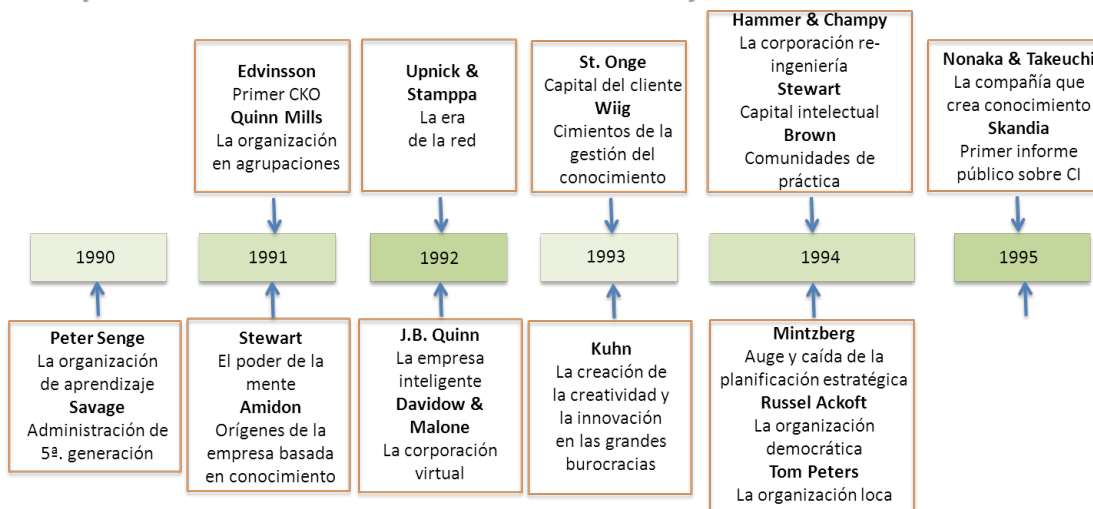 Edvinsson
Primer CKO
Quinn Mills
La organización
en agrupaciones
Upnick &
Stamppa
La era
de la red
St. Onge
Capital del cliente
Wiig
Cimientos de la
gestión del
conocimiento
Hammer & Champy
La corporación re-
ingeniería
Stewart
Capital intelectual
Brown
Comunidades de
práctica
Nonaka & Takeuchi
La compañía que
crea conocimiento
Skandia
Primer informe
público sobre CI
1990
1991
1992
1993
1994
1995
Peter Senge
La organización
de aprendizaje
Savage
Administración de
5ª. generación
Stewart
El poder de la
mente
Amidon
Orígenes de la
empresa basada
en conocimiento
J.B. Quinn
La empresa
inteligente
Davidow &
Malone
La corporación
virtual
Kuhn
La creación de
la creatividad y
la innovación
en las grandes
burocracias
Mintzberg
Auge y caída de la
planificación estratégica
Russel Ackoft
La organización
democrática
Tom Peters
La organización loca